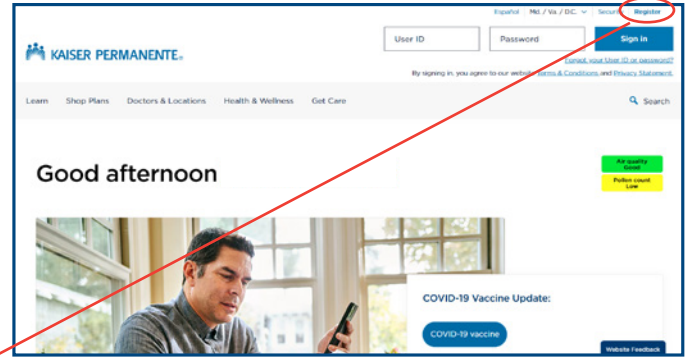 Español Md. / Va. / D.C. Security Register
User ID Password Sign in
KAISER PERMANENTE®
Forgot your User ID or password?
By signing in, you agree to our website Terms & Conditions and Privacy Statement.
Learn Shop Plans Doctors & Locations Health & Wellness Get Care Search
Good afternoon
Air quality
Good
Pollen count
Low
COVID-19 Vaccine Update:
COVID-19 vaccine
Website Feedback